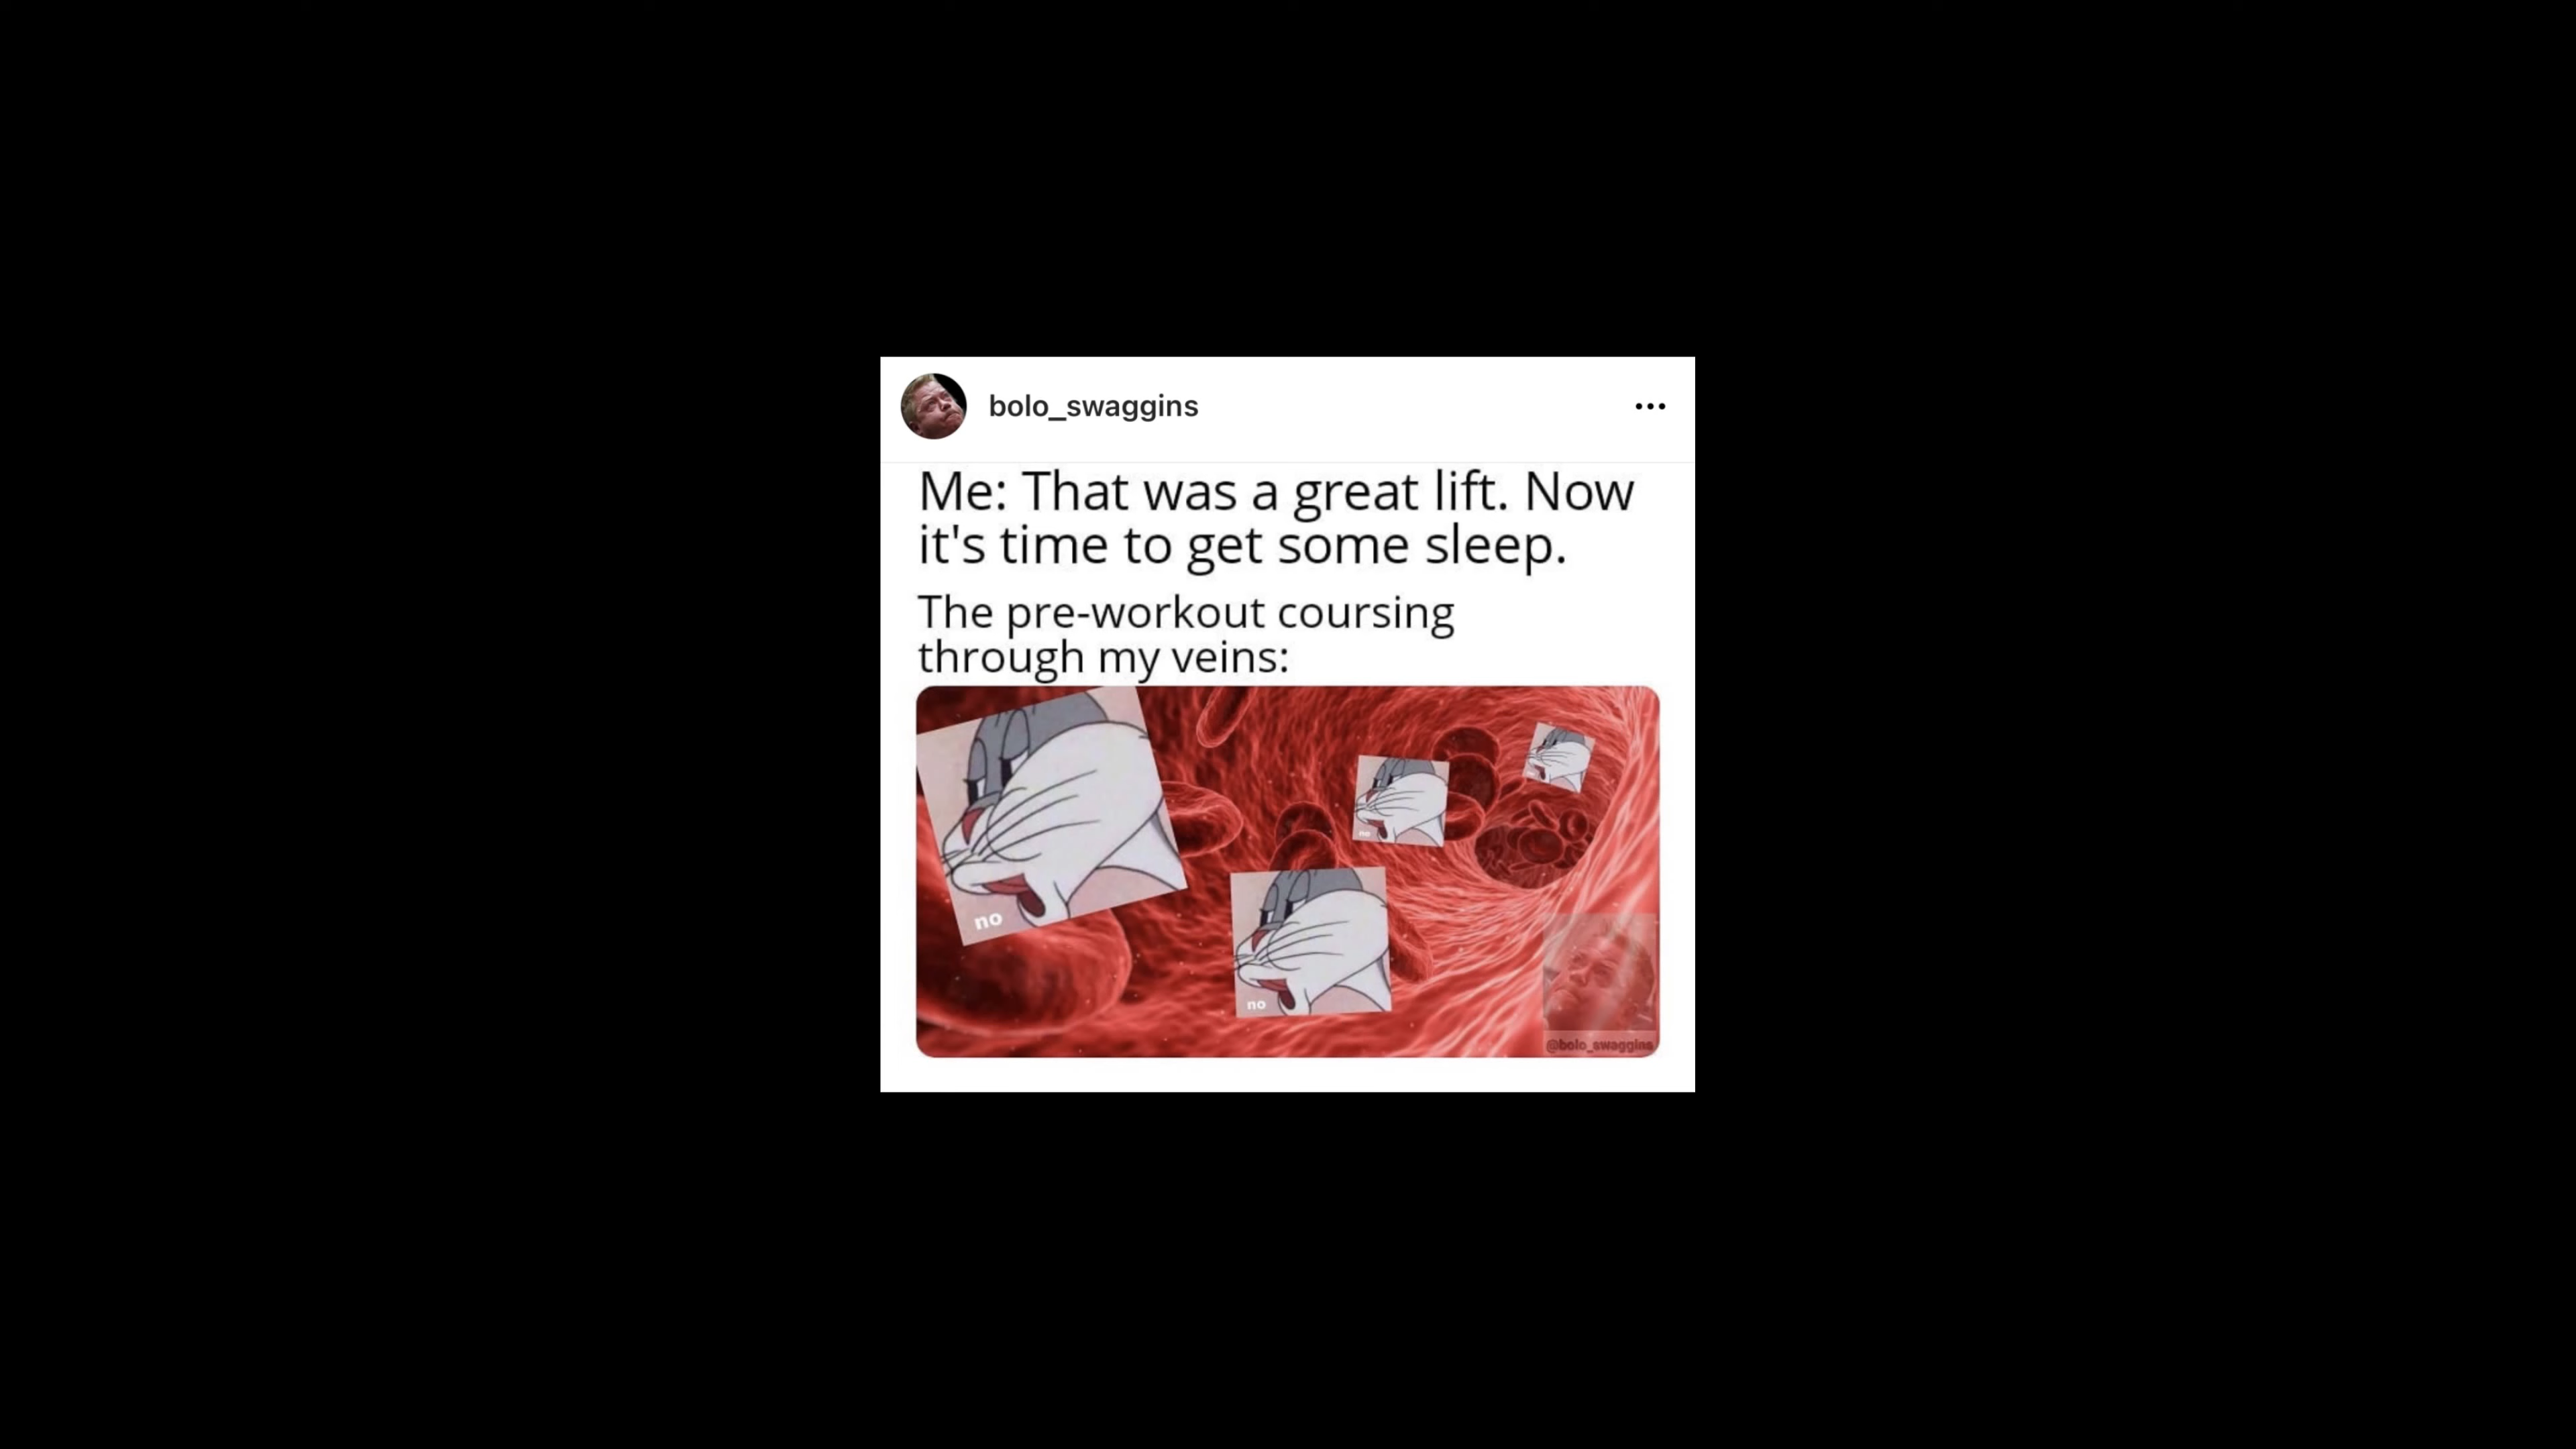 bolo_swaggins
Me: That was a great lift. Now
it's time to get some sleep.
The pre-workout coursing
through my veins:
no
no
no
@bolo_swaggins